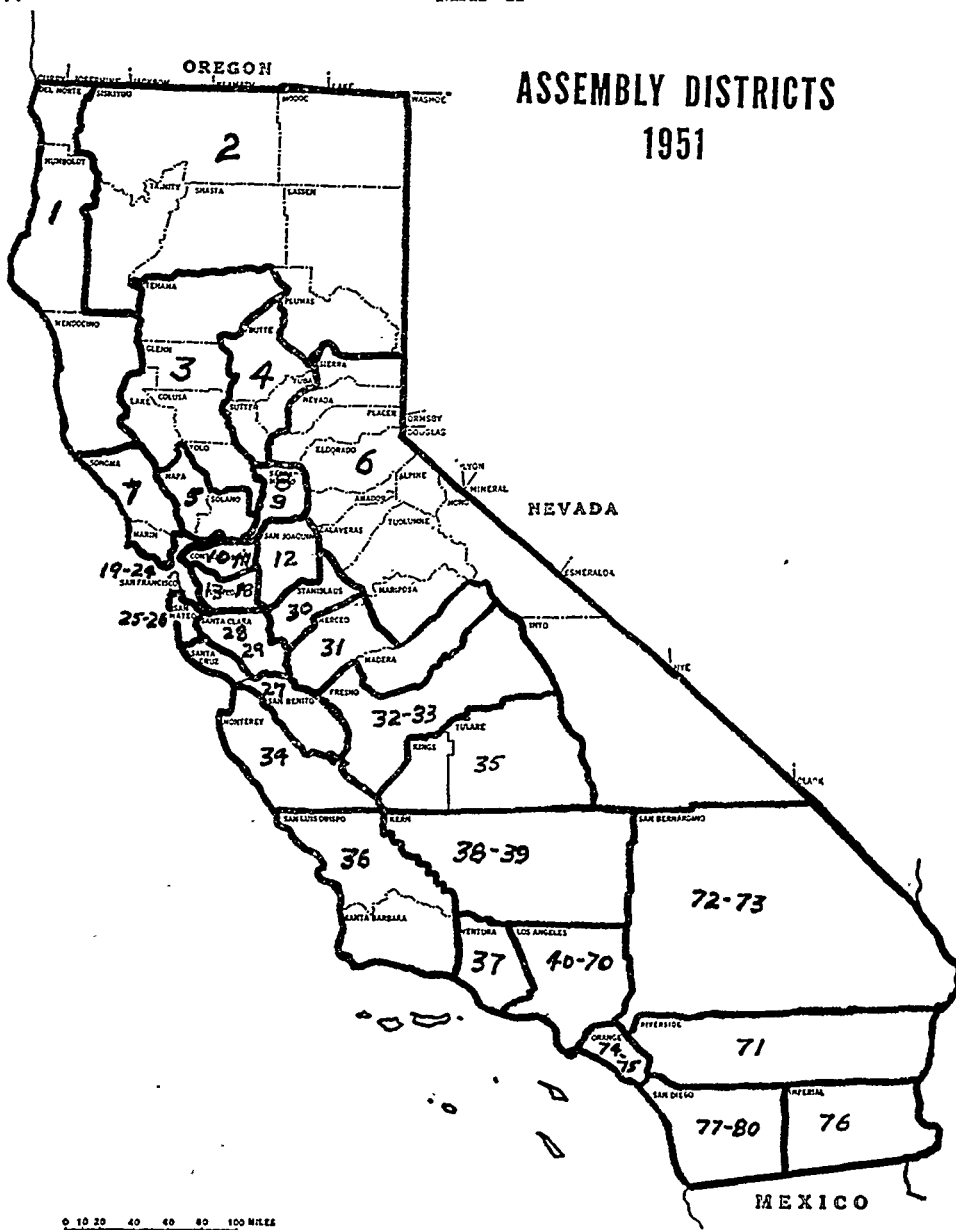 OREGON
ASSEMBLY DISTRICTS
1951
DEL NORTE
SISKIYOU
MODOC
WASHOE
2
HUMBOLDT
TRINITY
SHASTA
LASSEN
1
TEHAMA
PLUMAS
MENDOCINO
BUTTE
GLENN
3
4
SIERRA
YUBA
LAKE
COLUSA
SUTTER
NEVADA
PLACER
ORMSBY
DOUGLAS
YOLO
ELDORADO
6
SONOMA
NAPA
LYON
7
5
SOLANO
9
ALPINE
MINERAL
AMADOR
MONO
NEVADA
MARIN
SAN JOAQUIN
CALAVERAS
TUOLUMNE
10-11
12
19-24
SAN FRANCISCO
13-18
STANISLAUS
MARIPOSA
ESMERALDA
25-26
SAN MATEO
SANTA CLARA
30
MERCED
INTO
28
29
31
SANTA CRUZ
MADERA
NYE
27
SAN BENITO
FRESNO
32-33
MONTEREY
TULARE
KINGS
34
35
CLARK
SAN LUIS OBISPO
KERN
SAN BERNARDINO
36
38-39
72-73
SANTA BARBARA
VENTURA
LOS ANGELES
37
40-70
RIVERSIDE
ORANGE
74-75
71
SAN DIEGO
IMPERIAL
77-80
76
MEXICO
0 10 20 40 60 80 100 MILES